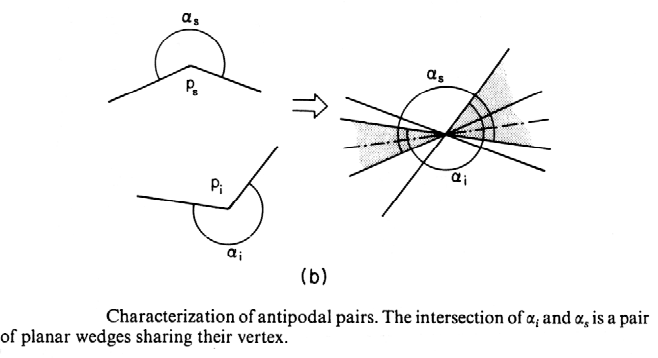 αs
ps
αs
pi
αi
αi
(b)
Characterization of antipodal pairs. The intersection of αi and αs is a pair
of planar wedges sharing their vertex.